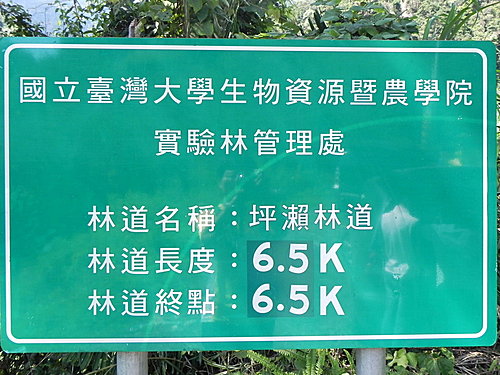 國立臺灣大學生物資源暨農學院
實驗林管理處
林道名稱：坪瀨林道
林道長度：6.5K
林道終點：6.5K